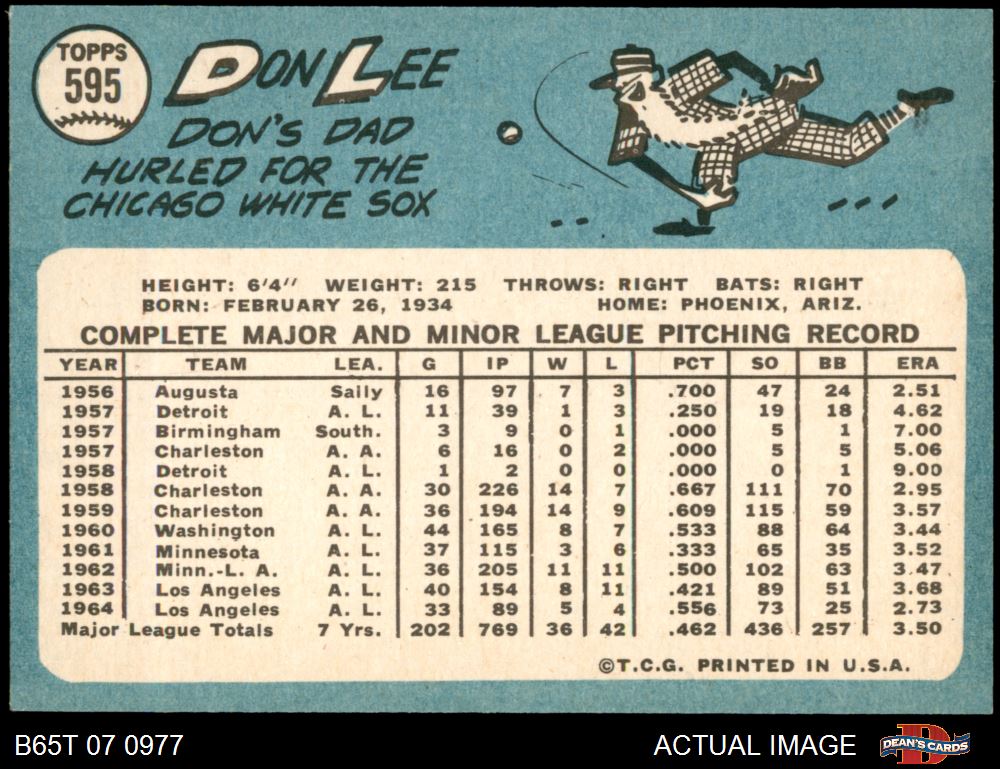 TOPPS
595
DON LEE
DON'S DAD
HURLED FOR THE
CHICAGO WHITE SOX
HEIGHT: 6'4" WEIGHT: 215 THROWS: RIGHT BATS: RIGHT
BORN: FEBRUARY 26, 1934 HOME: PHOENIX, ARIZ.
COMPLETE MAJOR AND MINOR LEAGUE PITCHING RECORD
YEAR TEAM LEA. G IP W L PCT SO BB ERA
1956 Augusta Sally 16 97 7 3 .700 47 24 2.51
1957 Detroit A. L. 11 39 1 3 .250 19 18 4.62
1957 Birmingham South. 3 9 0 1 .000 5 1 7.00
1957 Charleston A. A. 6 16 0 2 .000 5 5 5.06
1958 Detroit A. L. 1 2 0 0 .000 0 1 9.00
1958 Charleston A. A. 30 226 14 7 .667 111 70 2.95
1959 Charleston A. A. 36 194 14 9 .609 115 59 3.57
1960 Washington A. L. 44 165 8 7 .533 88 64 3.44
1961 Minnesota A. L. 37 115 3 6 .333 65 35 3.52
1962 Minn.-L. A. A. L. 36 205 11 11 .500 102 63 3.47
1963 Los Angeles A. L. 40 154 8 11 .421 89 51 3.68
1964 Los Angeles A. L. 33 89 5 4 .556 73 25 2.73
Major League Totals 7 Yrs. 202 769 36 42 .462 436 257 3.50
©T.C.G. PRINTED IN U.S.A.
B65T 07 0977 ACTUAL IMAGE DEAN'S CARDS